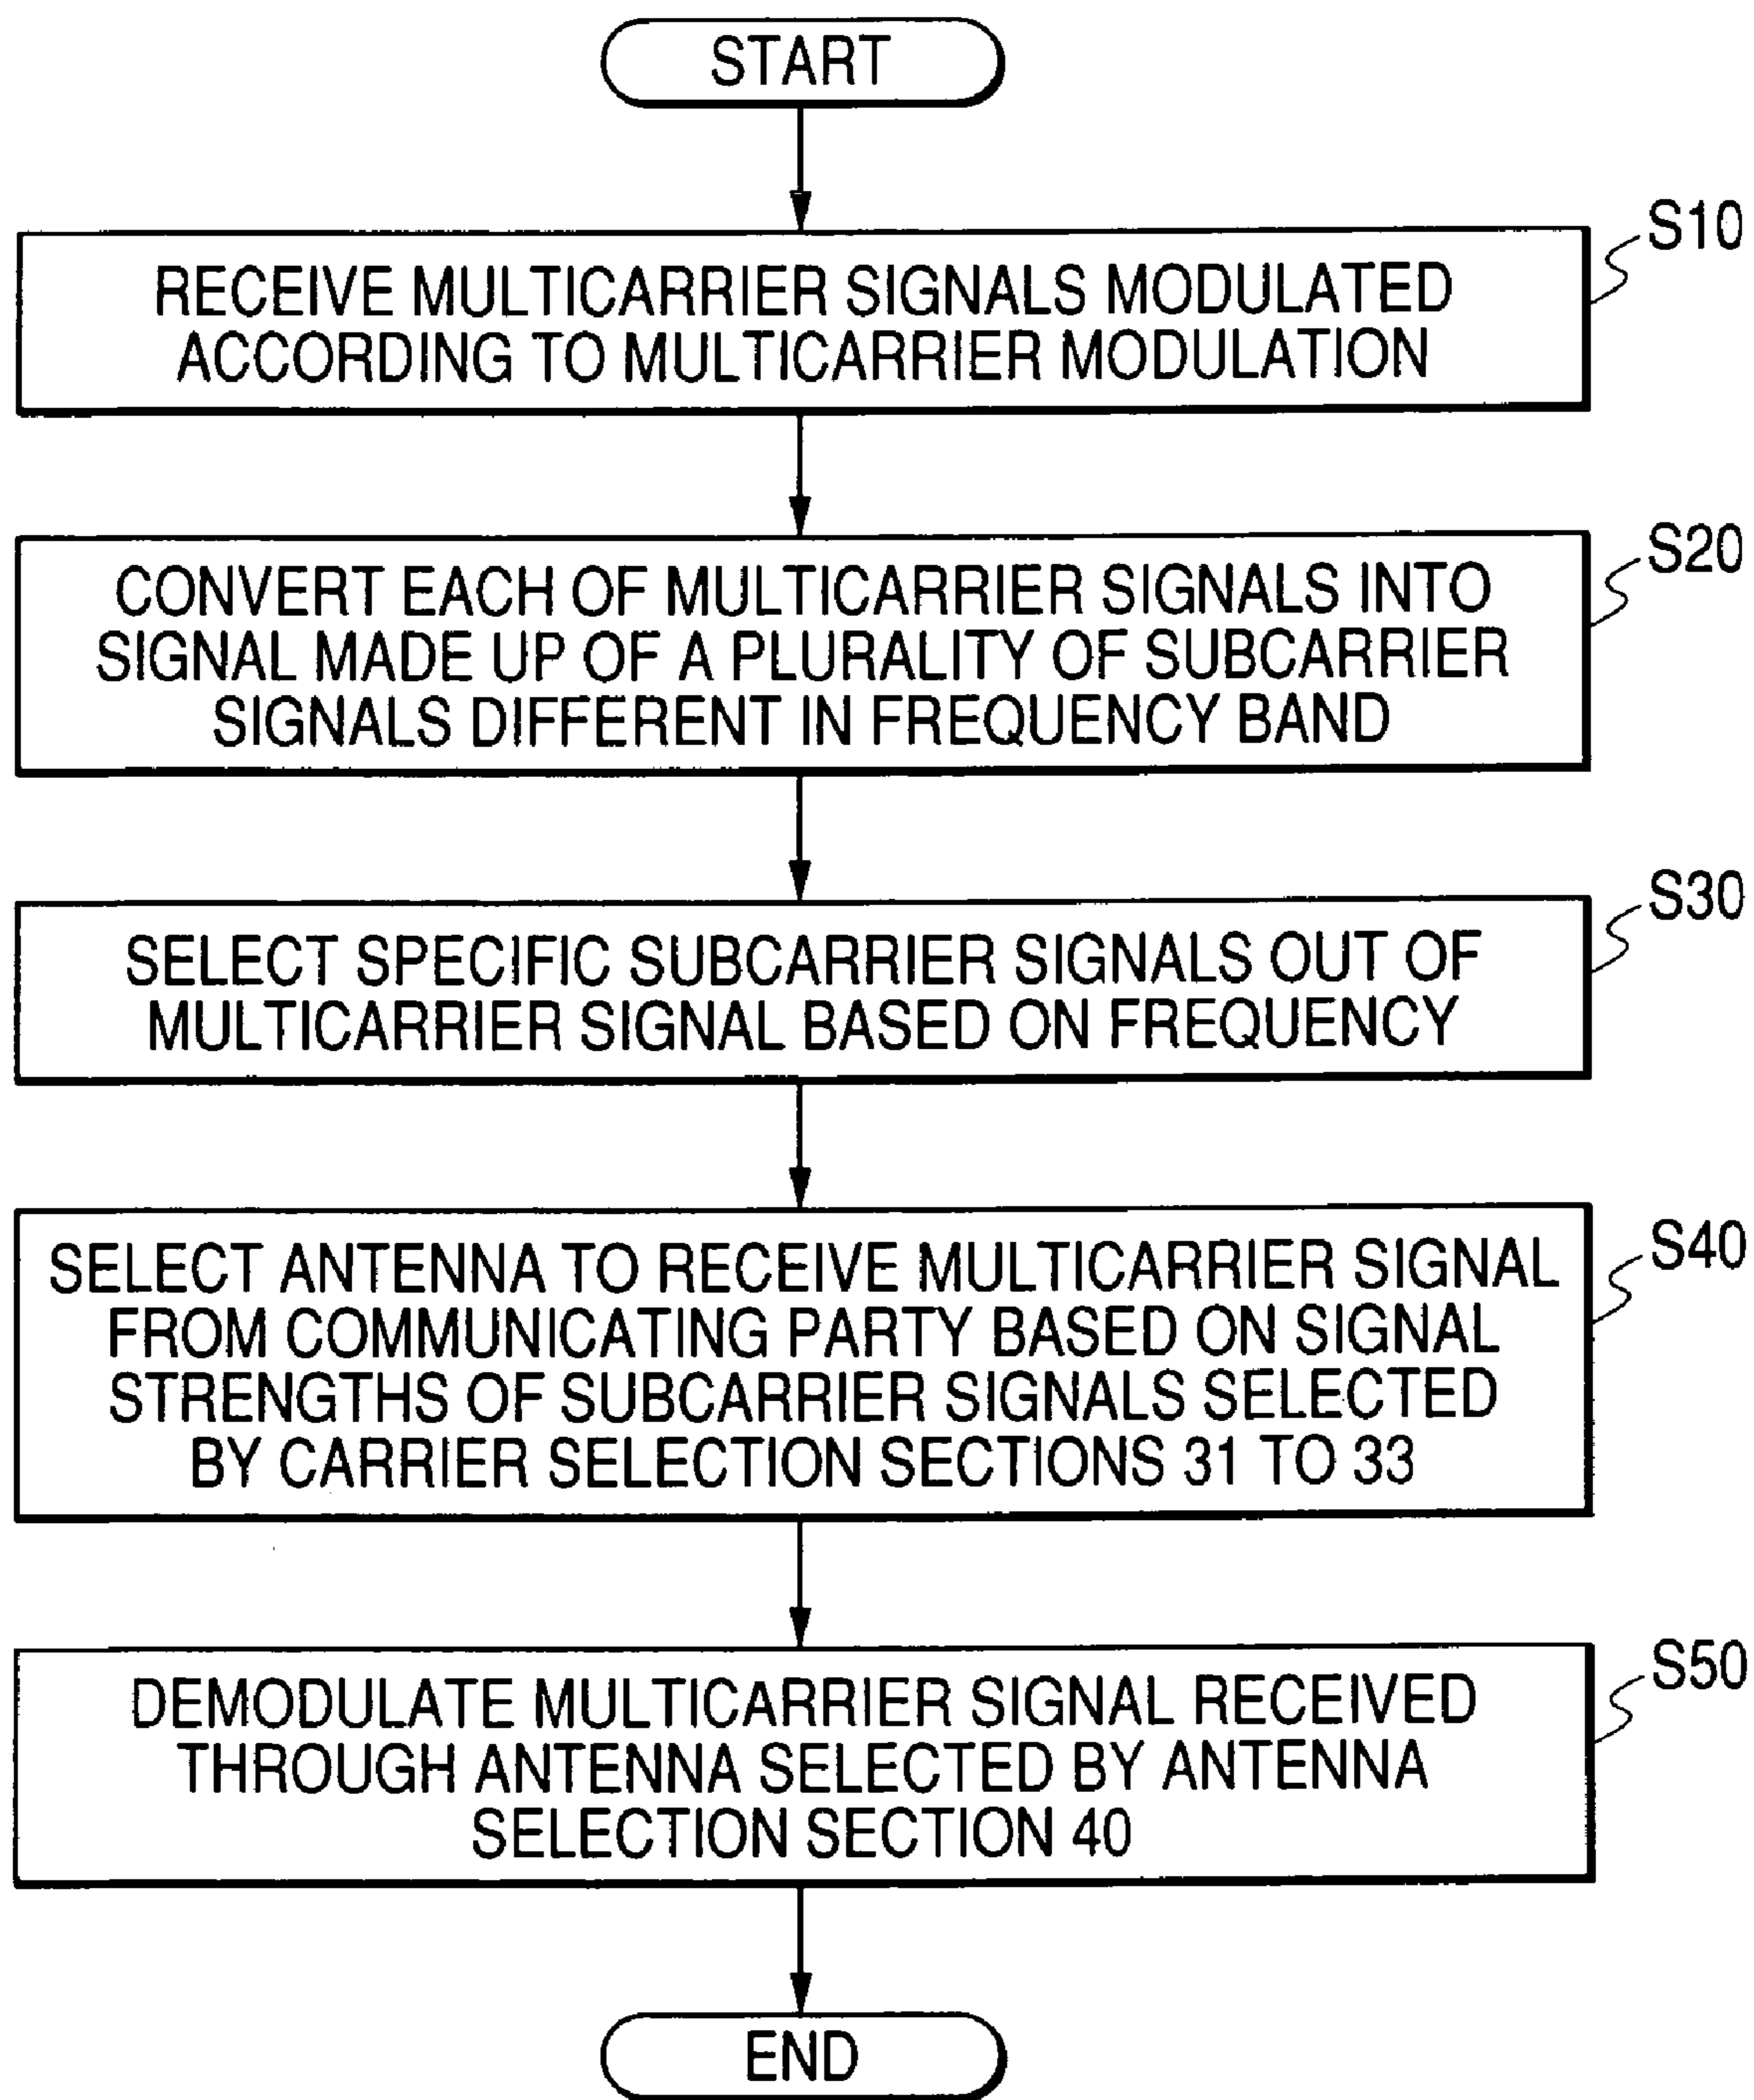 START
S10
RECEIVE MULTICARRIER SIGNALS MODULATED
ACCORDING TO MULTICARRIER MODULATION
S20
CONVERT EACH OF MULTICARRIER SIGNALS INTO
SIGNAL MADE UP OF A PLURALITY OF SUBCARRIER
SIGNALS DIFFERENT IN FREQUENCY BAND
S30
SELECT SPECIFIC SUBCARRIER SIGNALS OUT OF
MULTICARRIER SIGNAL BASED ON FREQUENCY
S40
SELECT ANTENNA TO RECEIVE MULTICARRIER SIGNAL
FROM COMMUNICATING PARTY BASED ON SIGNAL
STRENGTHS OF SUBCARRIER SIGNALS SELECTED
BY CARRIER SELECTION SECTIONS 31 TO 33
S50
DEMODULATE MULTICARRIER SIGNAL RECEIVED
THROUGH ANTENNA SELECTED BY ANTENNA
SELECTION SECTION 40
END